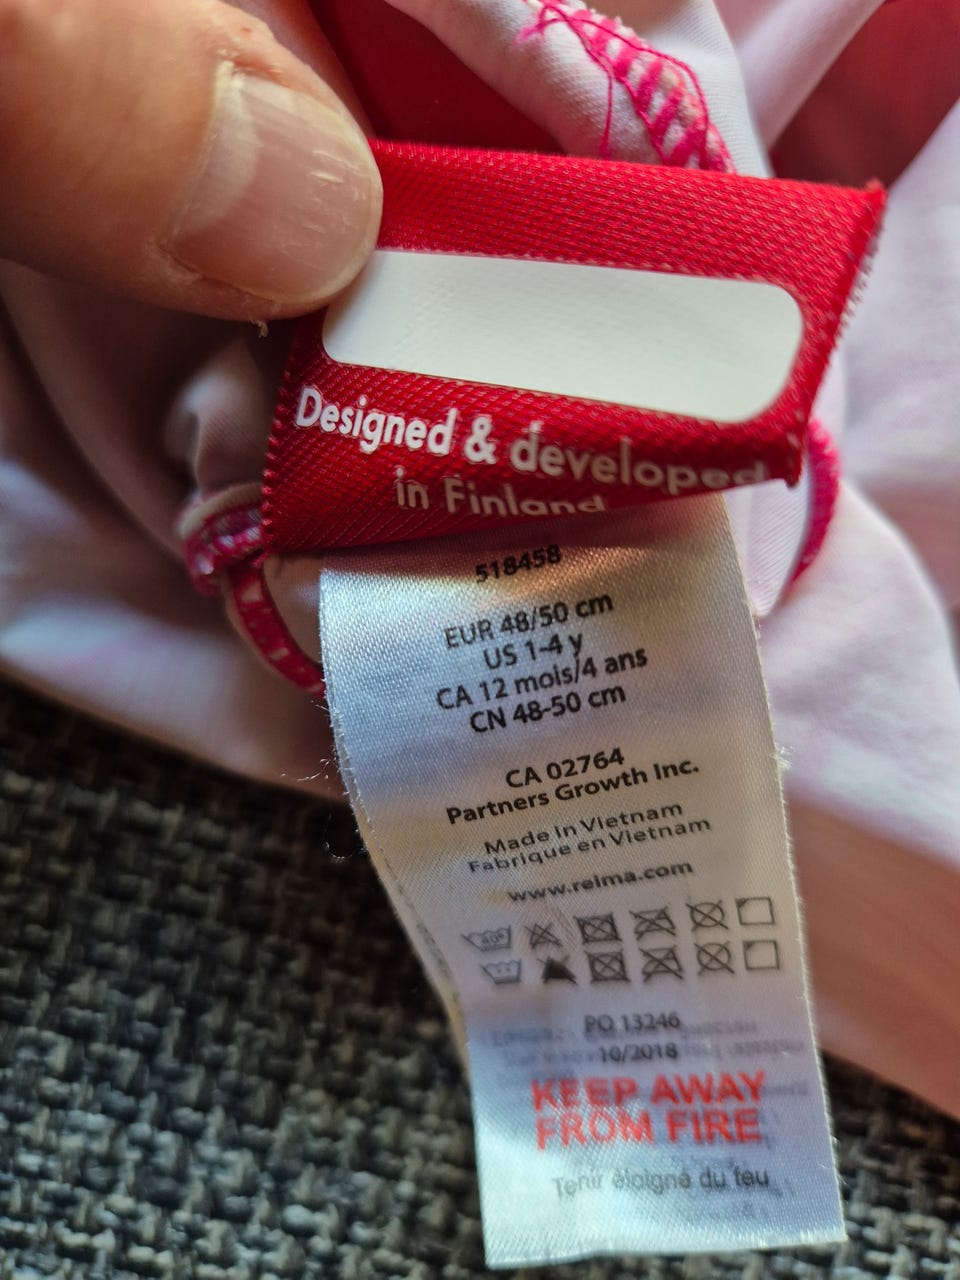 Designed & developed
in Finland
518458
EUR 48/50 cm
US 1-4 y
CA 12 mois/4 ans
CN 48-50 cm
CA 02764
Partners Growth Inc.
Made in Vietnam
Fabrique en Vietnam
www.reima.com
40°
PO 13246
10/2018
KEEP AWAY
FROM FIRE
Tenir éloigné du feu